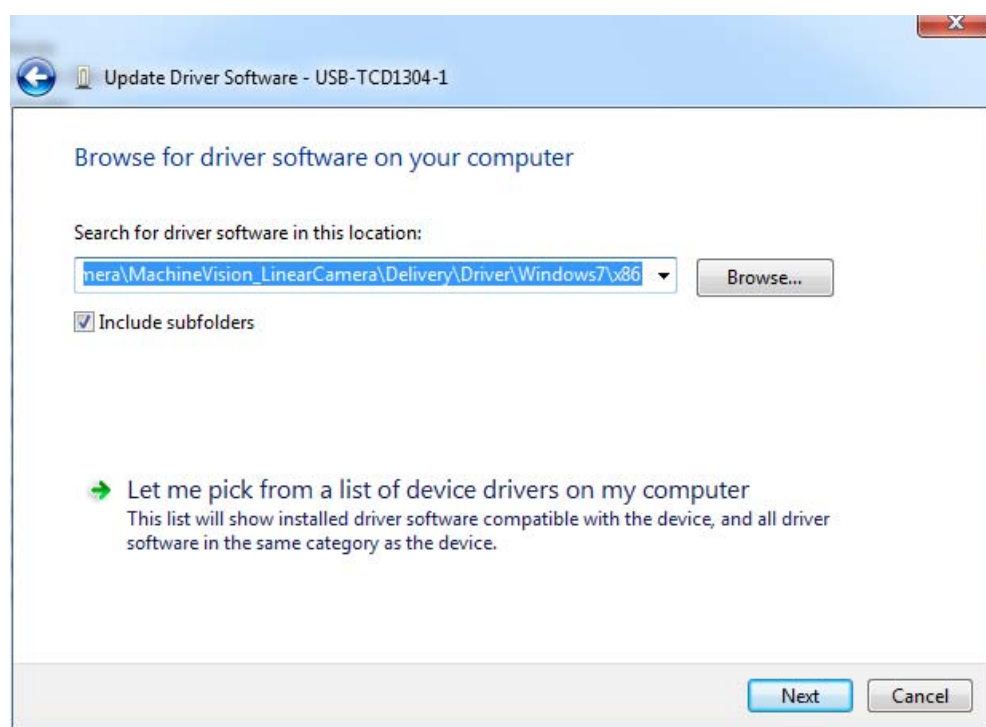 Update Driver Software - USB-TCD1304-1
Browse for driver software on your computer
Search for driver software in this location:
mera\MachineVision_LinearCamera\Delivery\Driver\Windows7\x86
Browse...
Include subfolders
Let me pick from a list of device drivers on my computer
This list will show installed driver software compatible with the device, and all driver
software in the same category as the device.
Next
Cancel